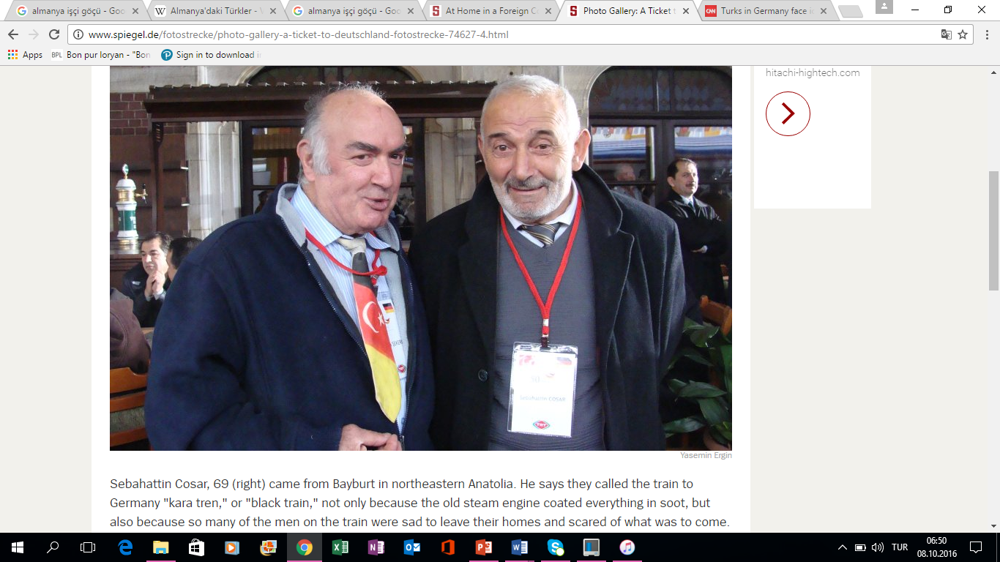 almanya işçi göçü - Goo
Almanya'daki Türkler - V
almanya işçi göçü - Goo
At Home in a Foreign Co
Photo Gallery: A Ticket t
CNN
Turks in Germany face i
www.spiegel.de/fotostrecke/photo-gallery-a-ticket-to-deutschland-fotostrecke-74627-4.html
Apps
BPL
Bon pur loryan - "Bon
Sign in to download i
hitachi-hightech.com
Sebahattin COSAR
TRT
Yasemin Ergin
Sebahattin Cosar, 69 (right) came from Bayburt in northeastern Anatolia. He says they called the train to
Germany "kara tren," or "black train," not only because the old steam engine coated everything in soot, but
also because so many of the men on the train were sad to leave their homes and scared of what was to come.
TUR
06:50
08.10.2016